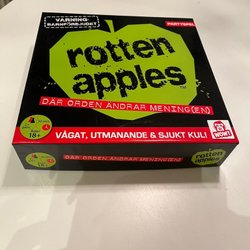 VARNING:
BARNFÖRBJUDET
PARTYSPEL
rotten
apples
DÄR ORDEN ÄNDRAR MENING(EN)
18+
VÅGAT, UTMANANDE & SJUKT KUL!
WOW!
DÄR ORDEN ÄNDRAR MENING(EN)
rotten
apples